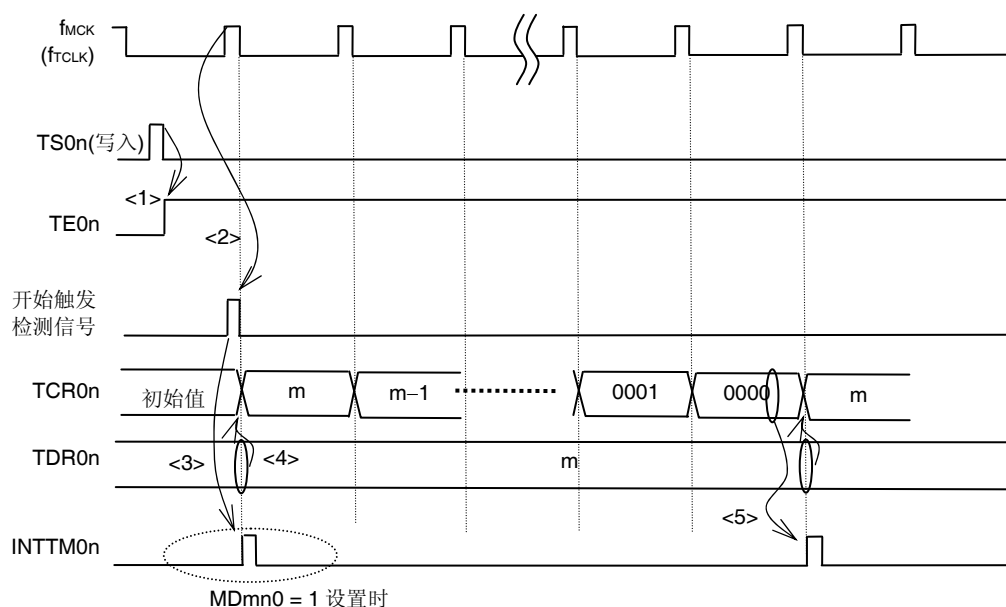 fMCK
(fTCLK)
TS0n(写入)
<1>
TE0n
<2>
开始触发
检测信号
TCR0n 初始值 m m−1 0001 0000 m
TDR0n <3> <4> m
<5>
INTTM0n
MDmn0 = 1 设置时